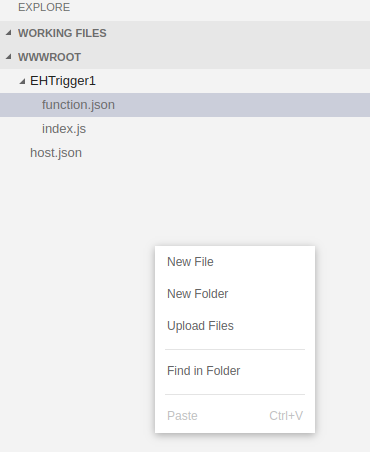 EXPLORE
WORKING FILES
WWWROOT
EHTrigger1
function.json
index.js
host.json
New File
New Folder
Upload Files
Find in Folder
Paste Ctrl+V